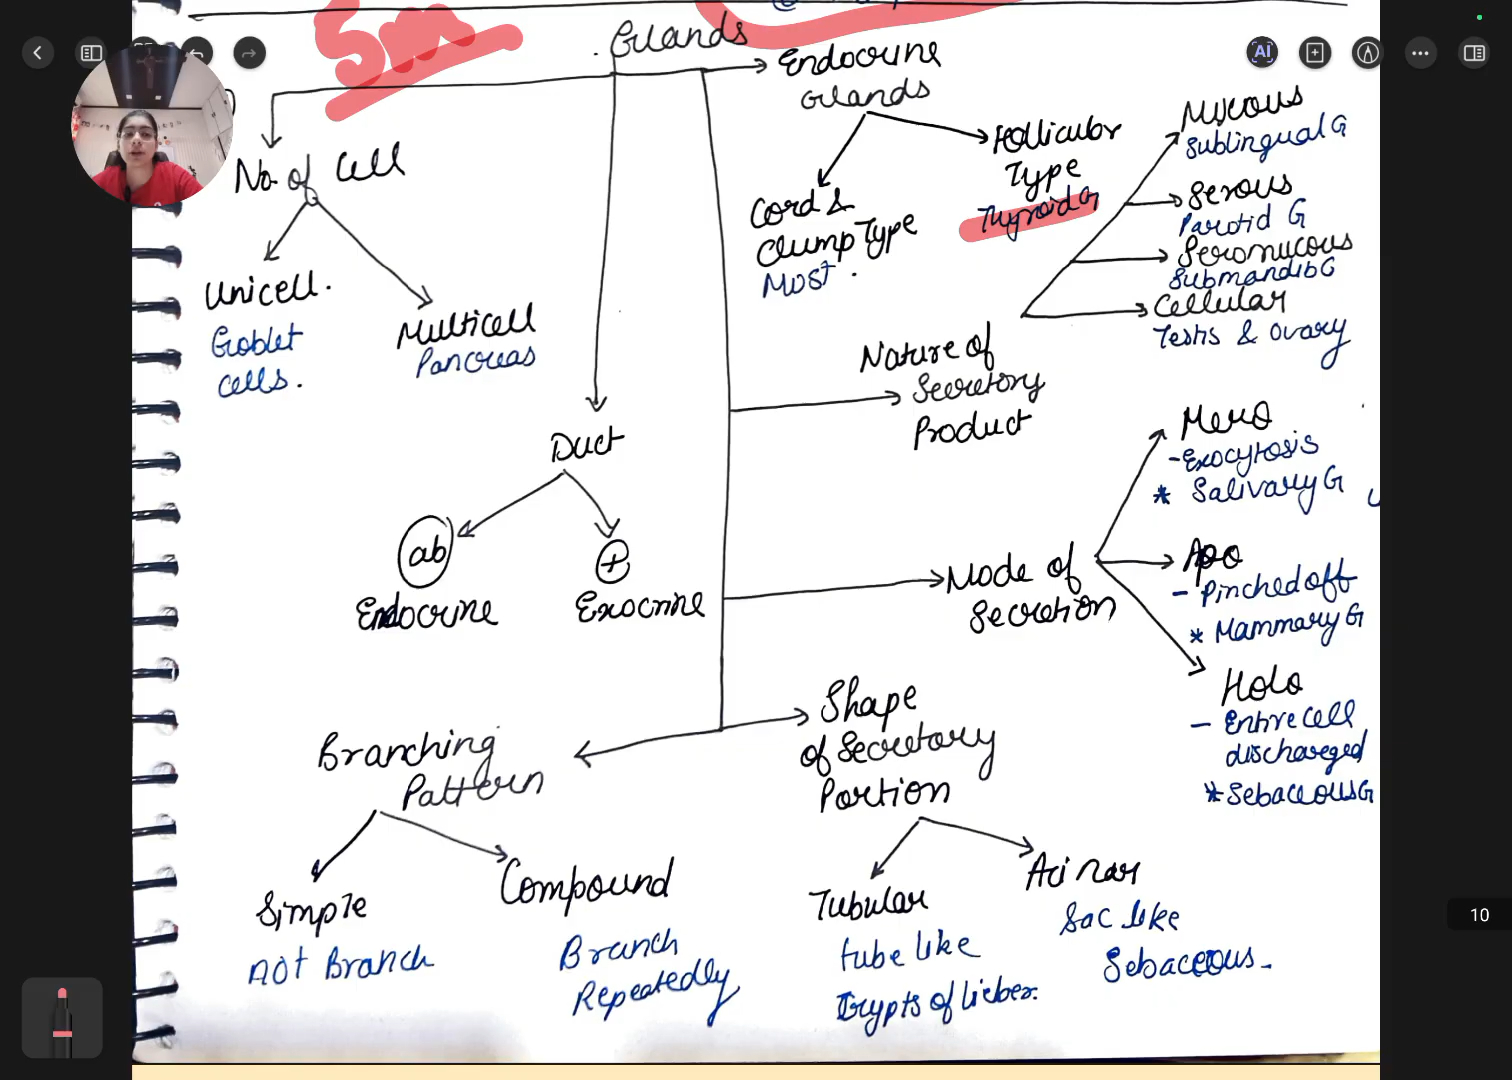 AI
5m
Glands
Endocrine
Glands
Follicular
Type
Thyroid G
Cord &
Clump Type
Most.
No. of Cell
Unicell.
Goblet
cells.
Multicell
Pancreas
Duct
ab
Endocrine
+
Exocrine
Mucous
Sublingual G
Serous
Parotid G
Seromucous
Submandib G
Cellular
Testis & Ovary
Nature of
Secretory
Product
Mode of
Secretion
Mero
- Exocytosis
* Salivary G
Apo
- Pinched off
* Mammary G
Holo
- Entire cell
discharged
* Sebaceous G
Branching
Pattern
Simple
not Branch
Compound
Branch
Repeatedly
Shape
of Secretory
Portion
Tubular
tube like
Crypts of Lieber.
Acinar
Sac like
Sebaceous -
10